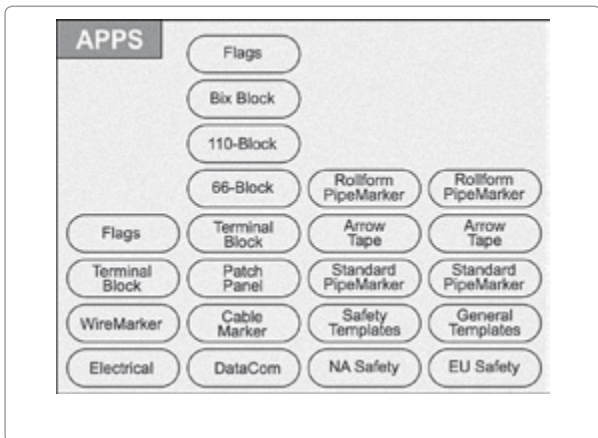 APPS
Flags
Bix Block
110-Block
66-Block
Rollform
PipeMarker
Rollform
PipeMarker
Flags
Terminal
Block
Arrow
Tape
Arrow
Tape
Terminal
Block
Patch
Panel
Standard
PipeMarker
Standard
PipeMarker
WireMarker
Cable
Marker
Safety
Templates
General
Templates
Electrical
DataCom
NA Safety
EU Safety